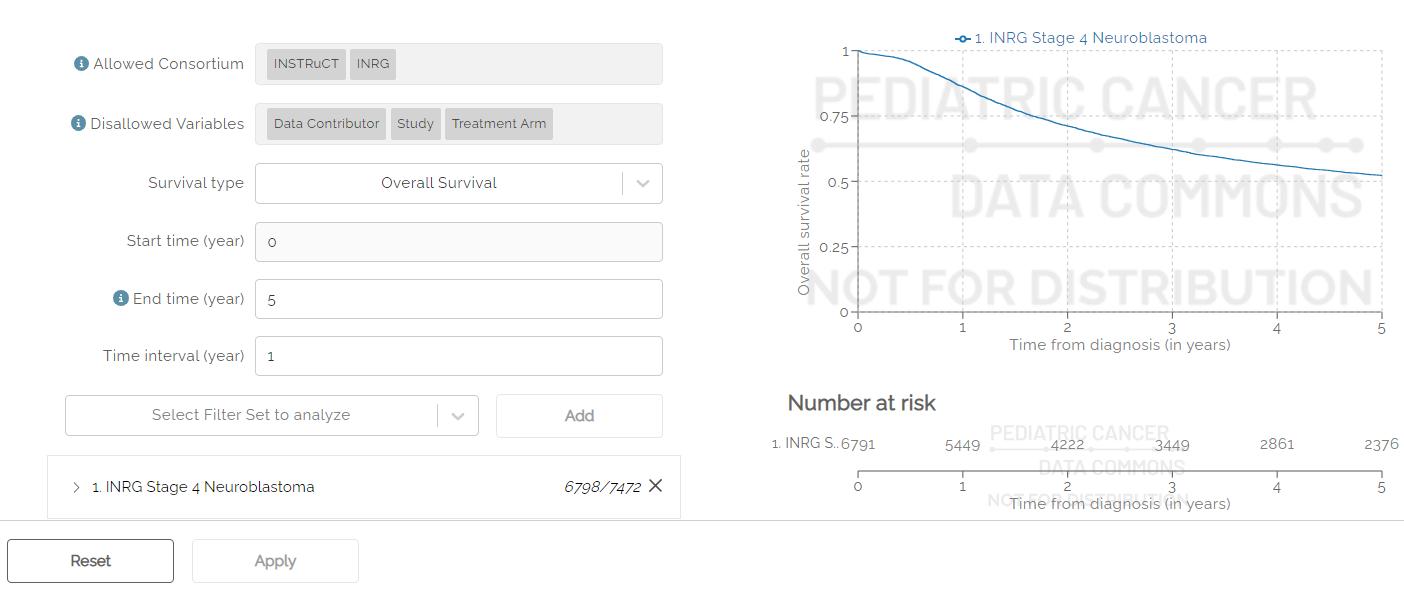 Allowed Consortium INSTRuCT INRG
Disallowed Variables Data Contributor Study Treatment Arm
Survival type Overall Survival
Start time (year) 0
End time (year) 5
Time interval (year) 1
Select Filter Set to analyze Add
1. INRG Stage 4 Neuroblastoma 6798/7472
Reset Apply
1. INRG Stage 4 Neuroblastoma
PEDIATRIC CANCER
DATA COMMONS
NOT FOR DISTRIBUTION
Overall survival rate
1
0.75
0.5
0.25
0
0 1 2 3 4 5
Time from diagnosis (in years)
Number at risk
PEDIATRIC CANCER
1. INRG S.. 6791 5449 4222 3449 2861 2376
DATA COMMONS
0 1 2 3 4 5
NOT FOR DISTRIBUTION
Time from diagnosis (in years)